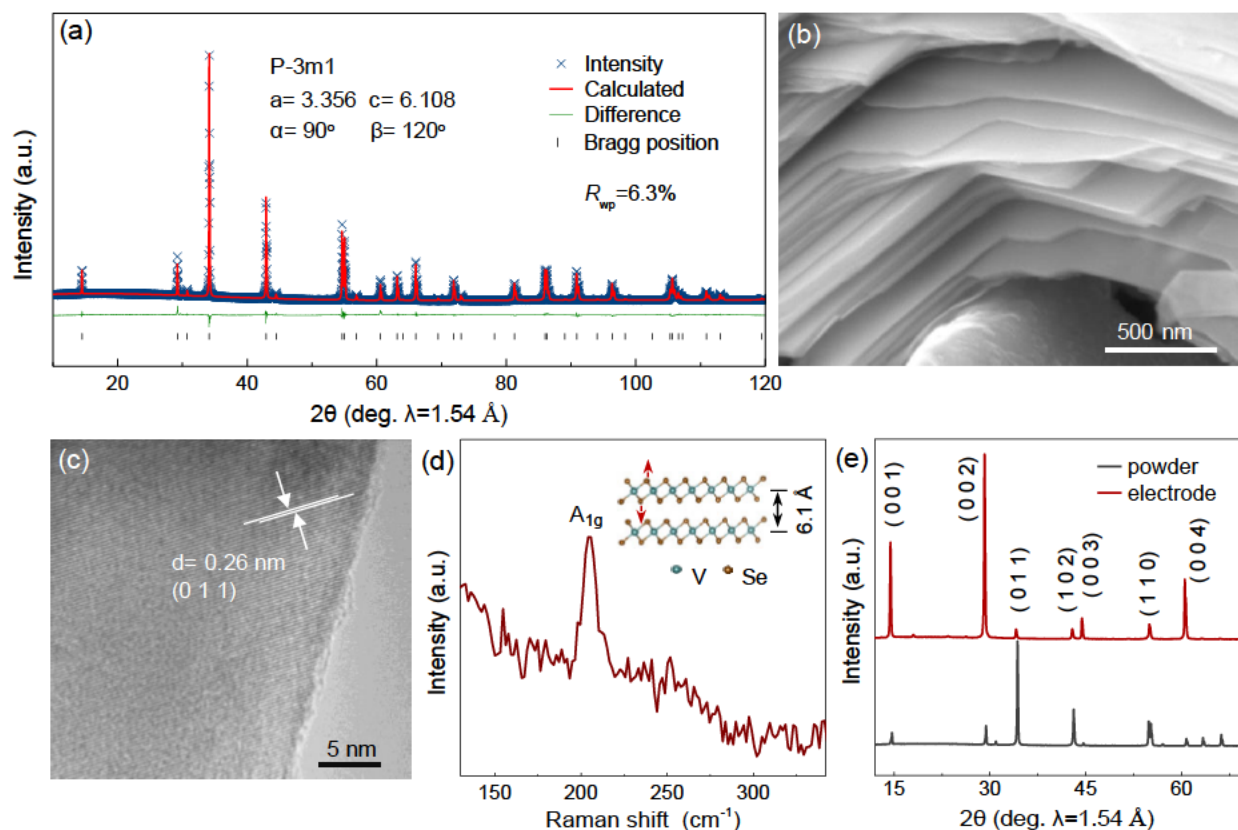 (a)
Intensity (a.u.)
P-3m1
a= 3.356 c= 6.108
α= 90° β= 120°
Intensity
Calculated
Difference
Bragg position
Rwp=6.3%
20 40 60 80 100 120
2θ (deg. λ=1.54 Å)
(b)
500 nm
(c)
d= 0.26 nm
(0 1 1)
5 nm
(d)
Intensity (a.u.)
A1g
6.1 Å
V Se
150 200 250 300
Raman shift (cm-1)
(e)
Intensity (a.u.)
powder
electrode
(0 0 1)
(0 0 2)
(0 1 1)
(1 0 2)
(0 0 3)
(1 1 0)
(0 0 4)
15 30 45 60
2θ (deg. λ=1.54 Å)